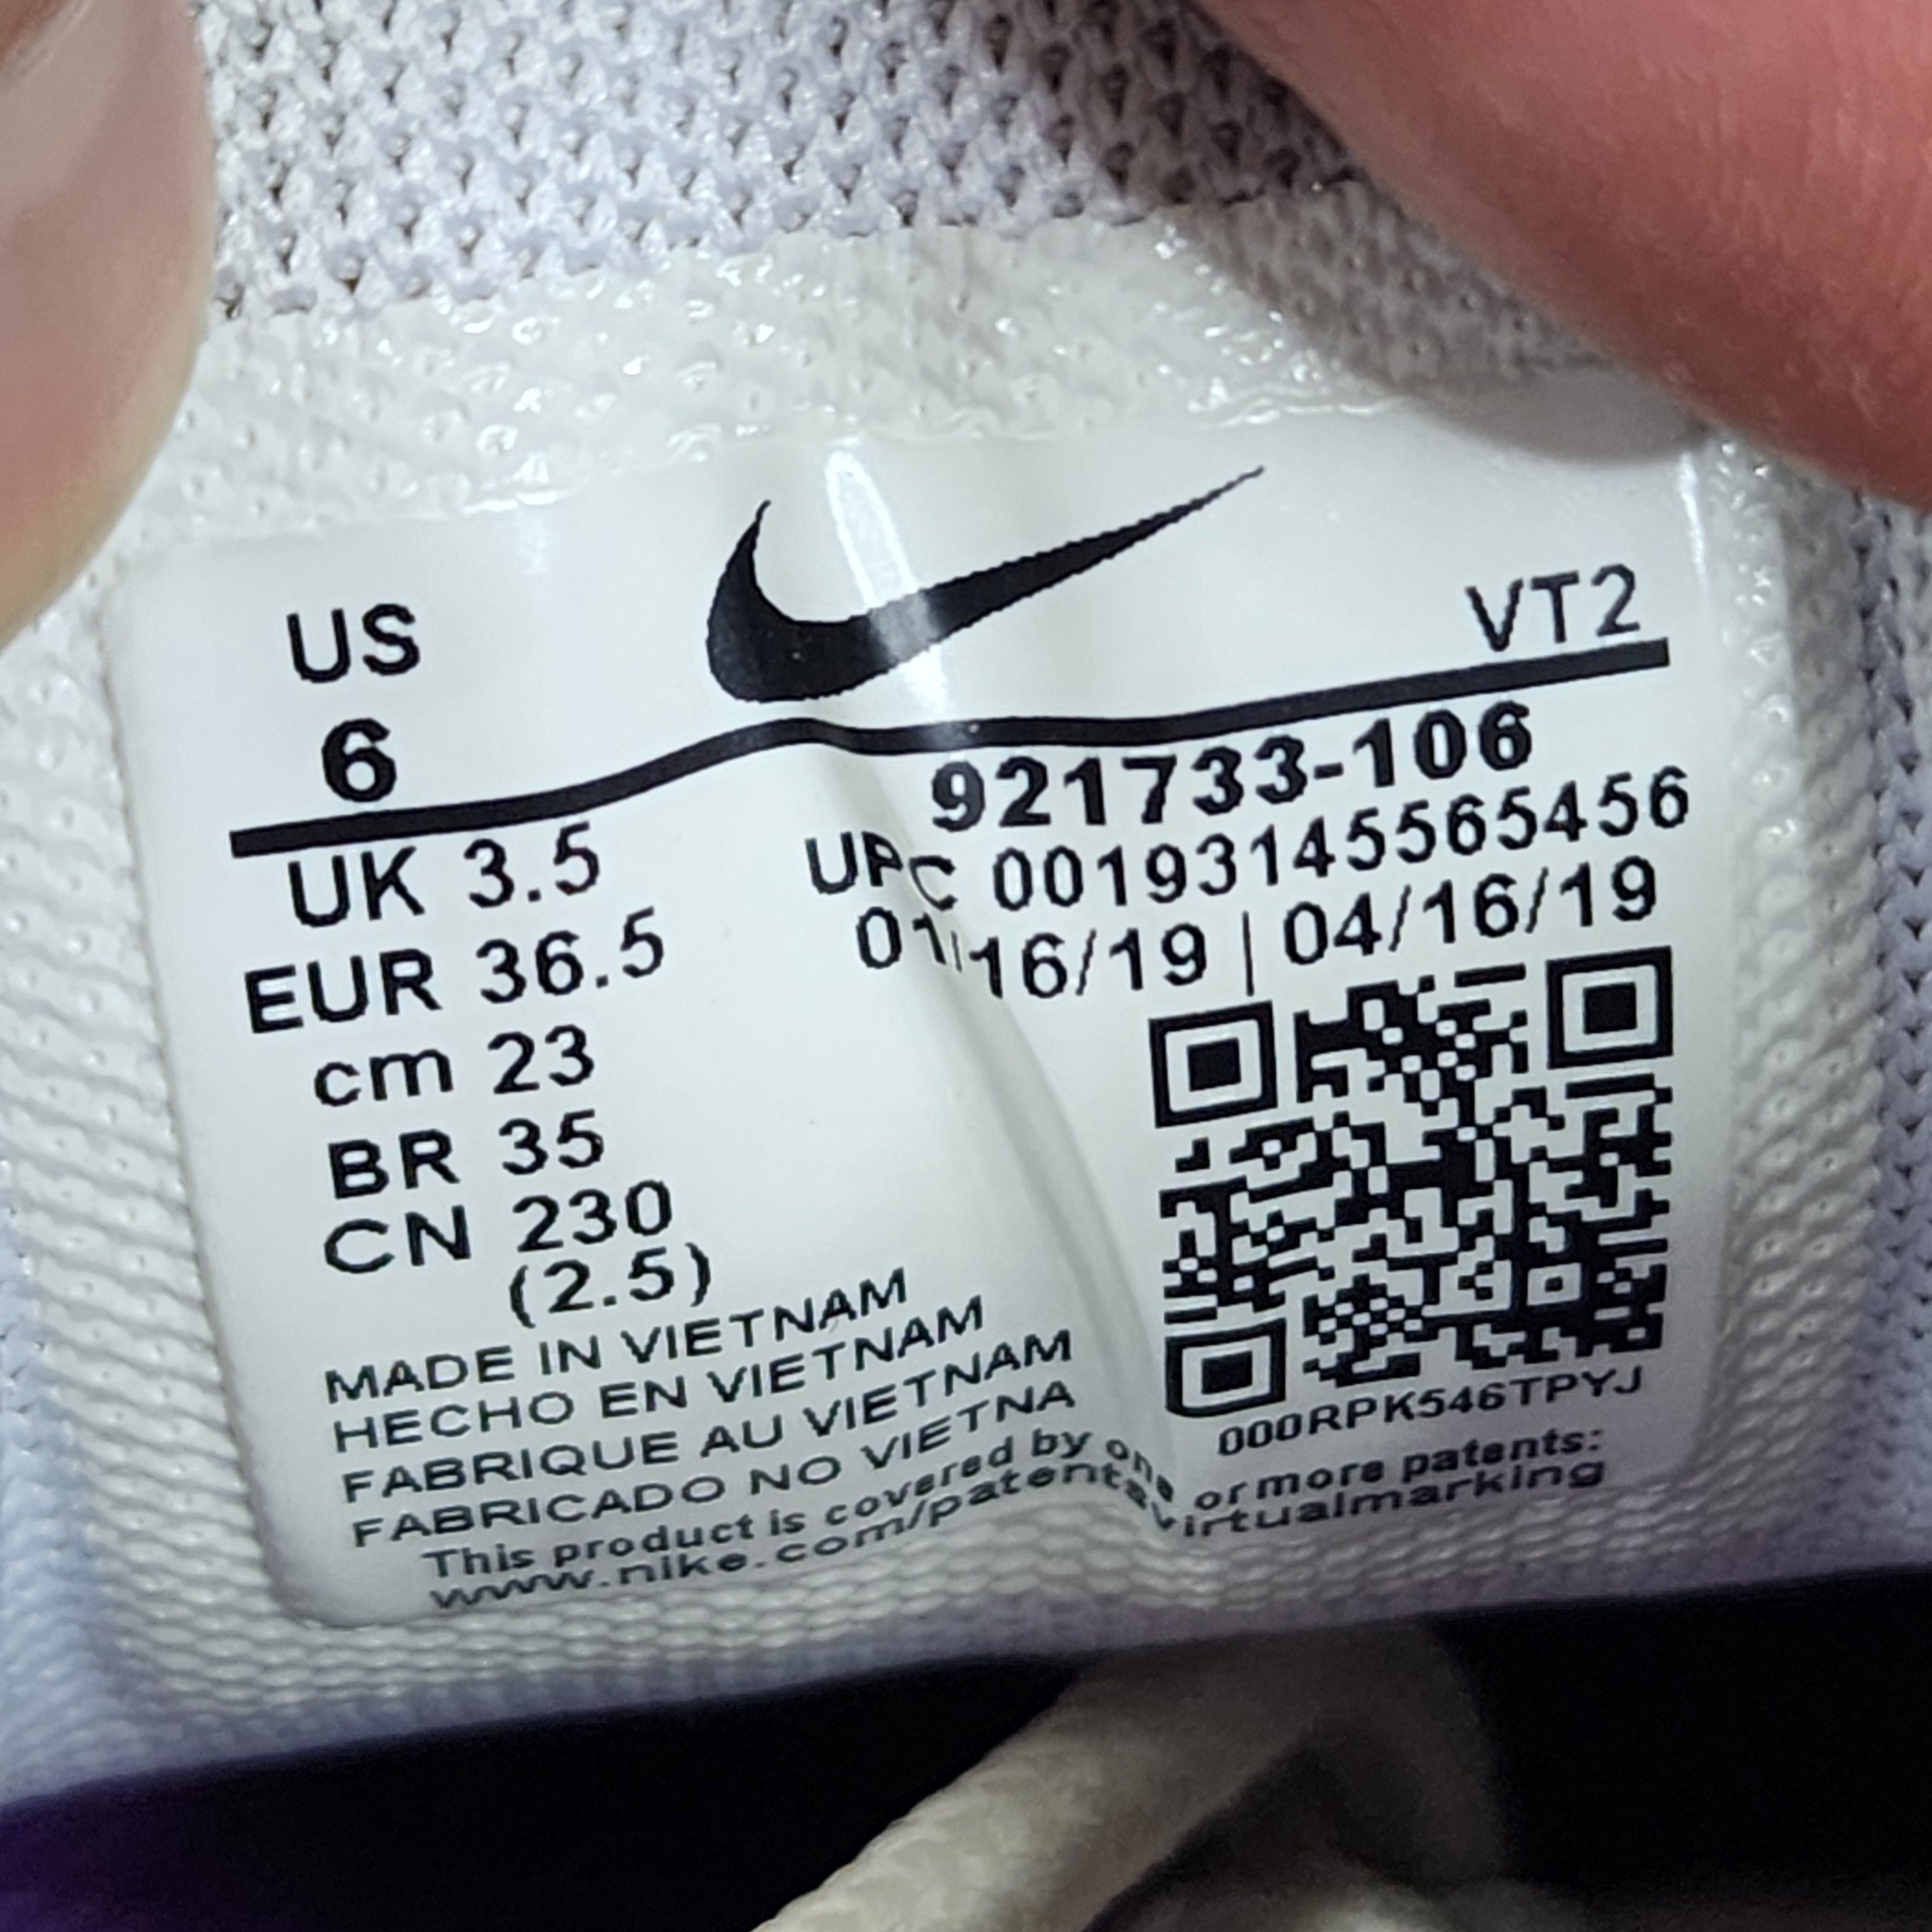 US
6
VT2
UK 3.5
EUR 36.5
cm 23
BR 35
CN 230
(2.5)
921733-106
UPC 00193145565456
01/16/19 | 04/16/19
000RPK546TPYJ
MADE IN VIETNAM
HECHO EN VIETNAM
FABRIQUE AU VIETNAM
FABRICADO NO VIETNA
This product is covered by one or more patents:
www.nike.com/patentsvirtualmarking